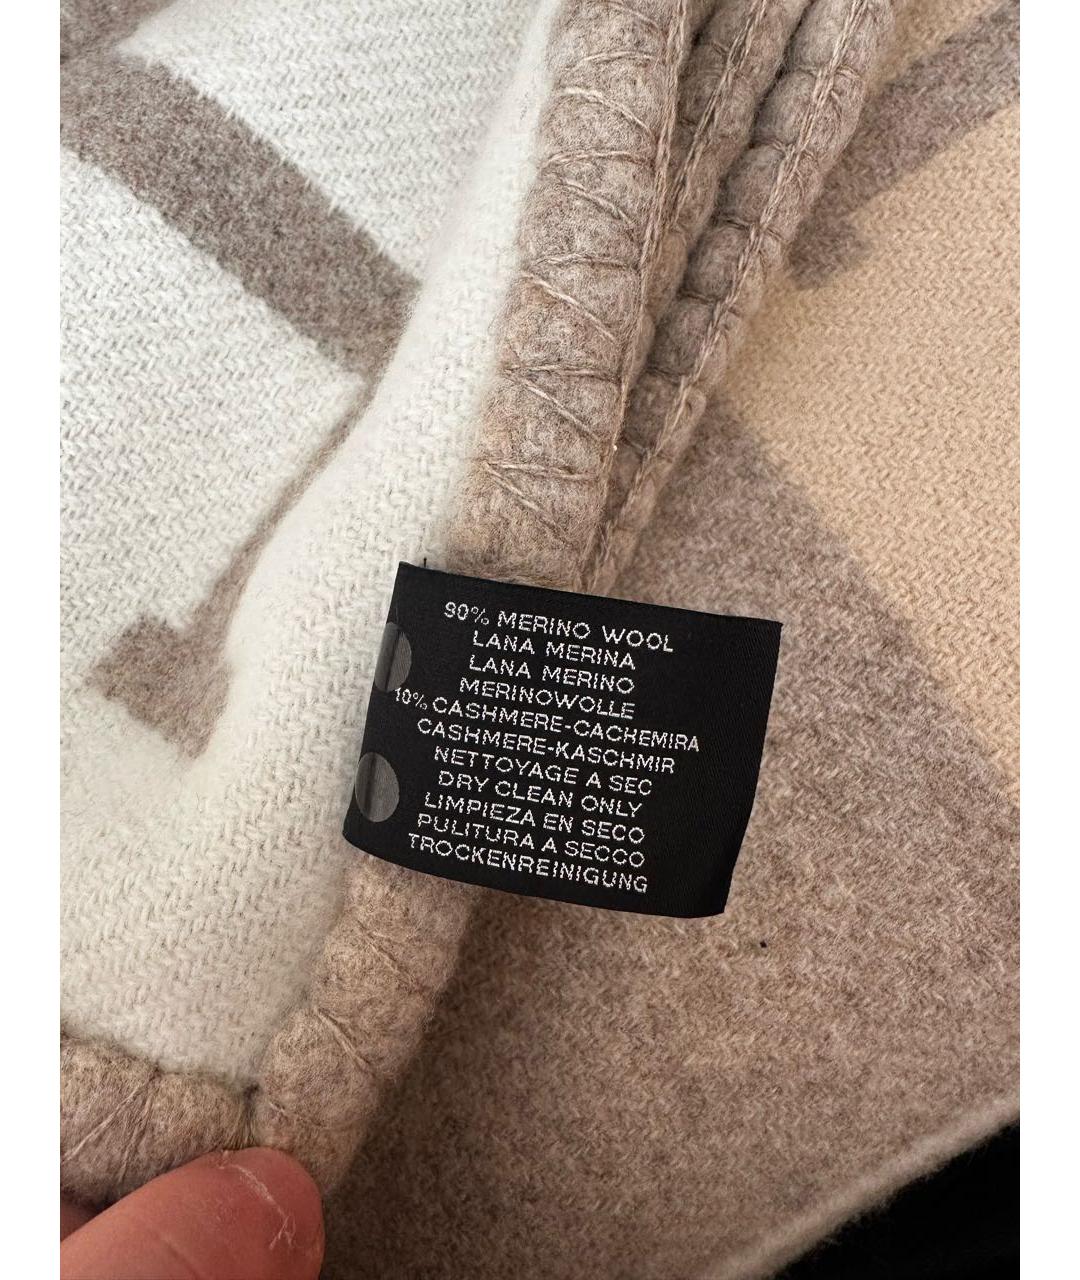 90% MERINO WOOL
LANA MERINA
LANA MERINO
MERINOWOLLE
10% CASHMERE-CACHEMIRA
CASHMERE-KASCHMIR
NETTOYAGE A SEC
DRY CLEAN ONLY
LIMPIEZA EN SECO
PULITURA A SECCO
TROCKENREINIGUNG